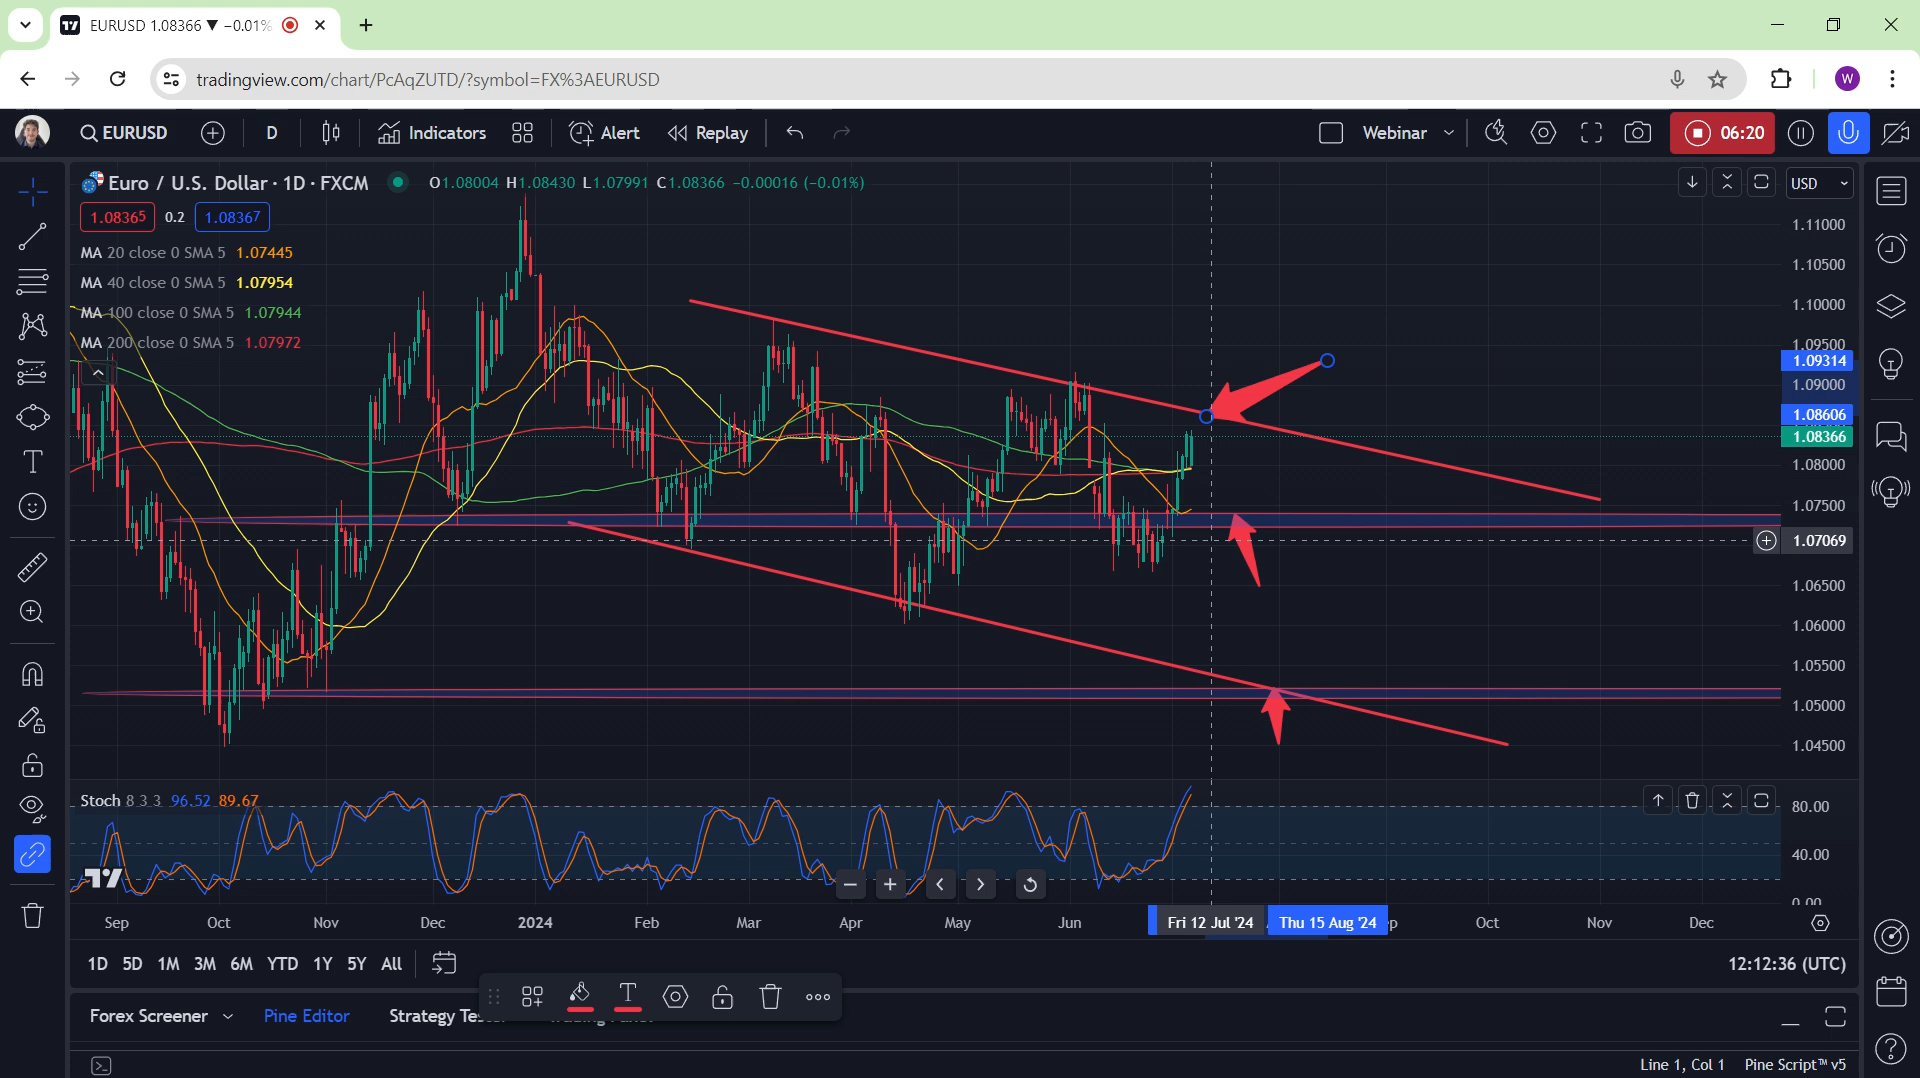 EURUSD 1.08366 ▼ −0.01%
tradingview.com/chart/PcAqZUTD/?symbol=FX%3AEURUSD
W
EURUSD D Indicators Alert Replay Webinar 06:20
Euro / U.S. Dollar · 1D · FXCM O1.08004 H1.08430 L1.07991 C1.08366 −0.00016 (−0.01%)
USD
1.08365 0.2 1.08367
MA 20 close 0 SMA 5 1.07445
MA 40 close 0 SMA 5 1.07954
MA 100 close 0 SMA 5 1.07944
MA 200 close 0 SMA 5 1.07972
1.11000
1.10500
1.10000
1.09500
1.09314
1.09000
1.08606
1.08366
1.08000
1.07500
1.07069
1.06500
1.06000
1.05500
1.05000
1.04500
Stoch 8 3 3 96.52 89.67
80.00
40.00
0.00
Sep Oct Nov Dec 2024 Feb Mar Apr May Jun Fri 12 Jul '24 Thu 15 Aug '24 Oct Nov Dec
1D 5D 1M 3M 6M YTD 1Y 5Y All
12:12:36 (UTC)
Forex Screener Pine Editor Strategy
Line 1, Col 1 Pine Script™ v5